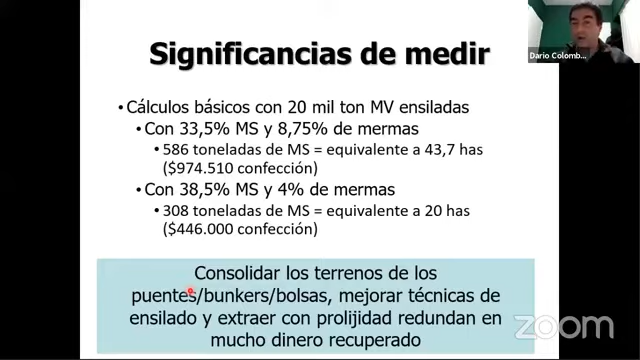 Significancias de medir
Dario Colomb...
• Cálculos básicos con 20 mil ton MV ensiladas
• Con 33,5% MS y 8,75% de mermas
• 586 toneladas de MS = equivalente a 43,7 has
($974.510 confección)
• Con 38,5% MS y 4% de mermas
• 308 toneladas de MS = equivalente a 20 has
($446.000 confección)
Consolidar los terrenos de los
puentes/bunkers/bolsas, mejorar técnicas de
ensilado y extraer con prolijidad redundan en
mucho dinero recuperado
zoom